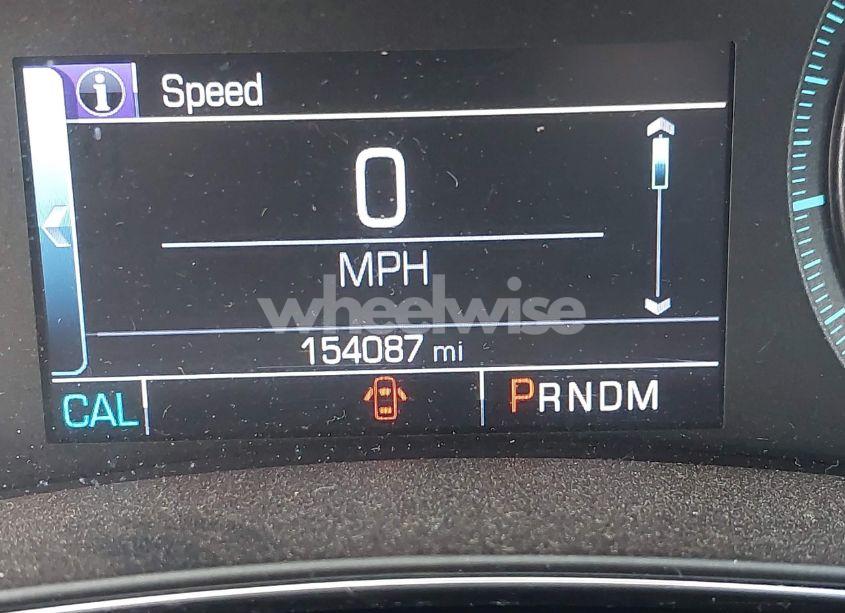 Speed
0
MPH
wheelwise
154087 mi
CAL
PRNDM